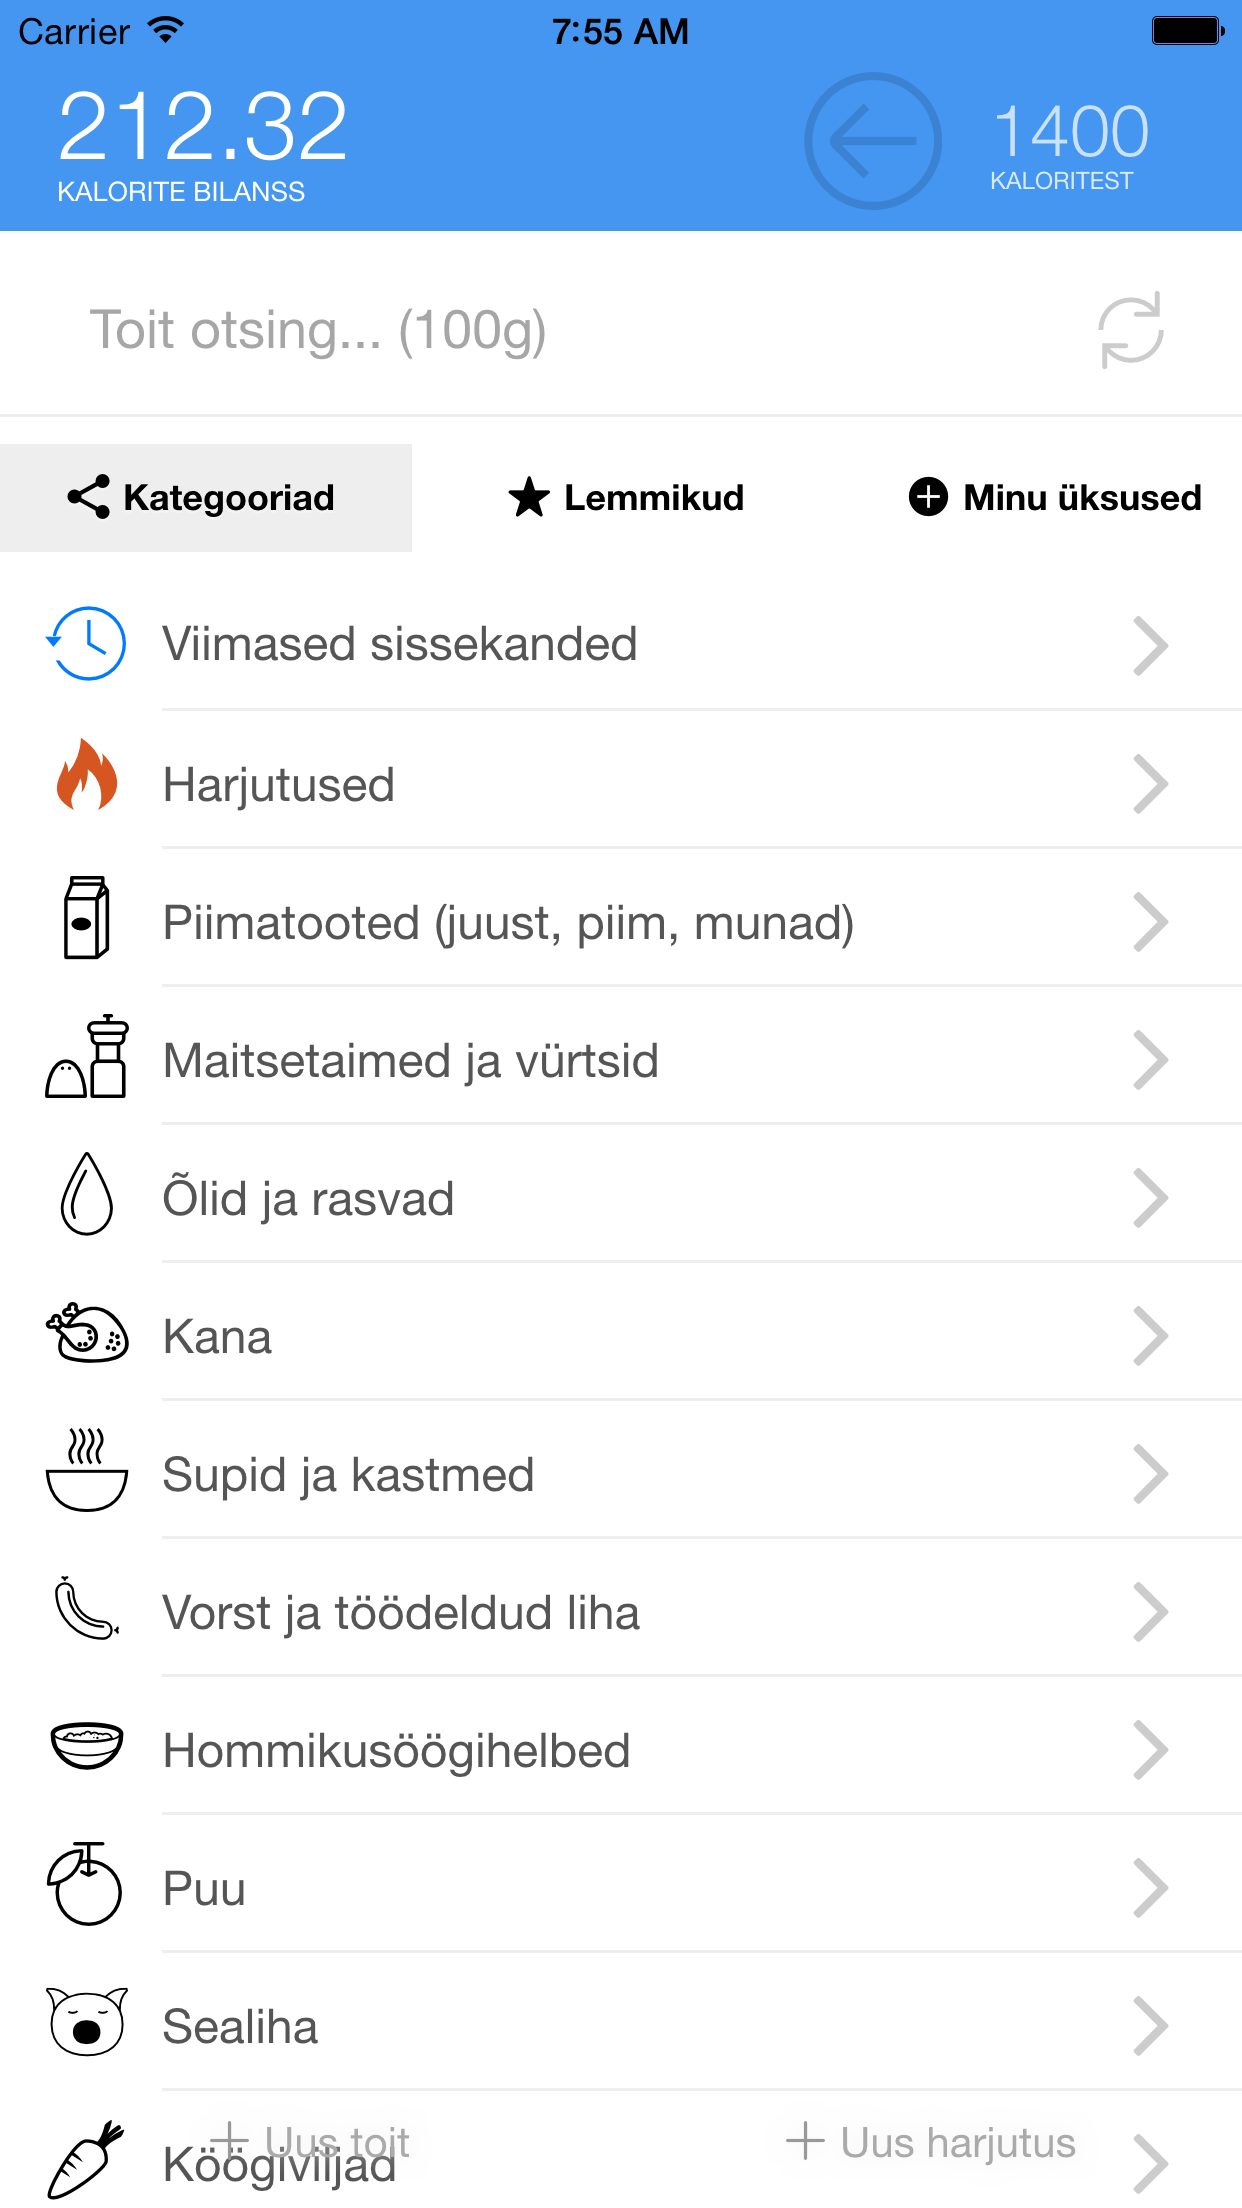 Carrier 7:55 AM
212.32 1400
KALORITE BILANSS KALORITEST
Toit otsing... (100g)
Kategooriad Lemmikud Minu üksused
Viimased sissekanded
Harjutused
Piimatooted (juust, piim, munad)
Maitsetaimed ja vürtsid
Õlid ja rasvad
Kana
Supid ja kastmed
Vorst ja töödeldud liha
Hommikusöögihelbed
Puu
Sealiha
Uus toit Uus harjutus
Köögiviljad